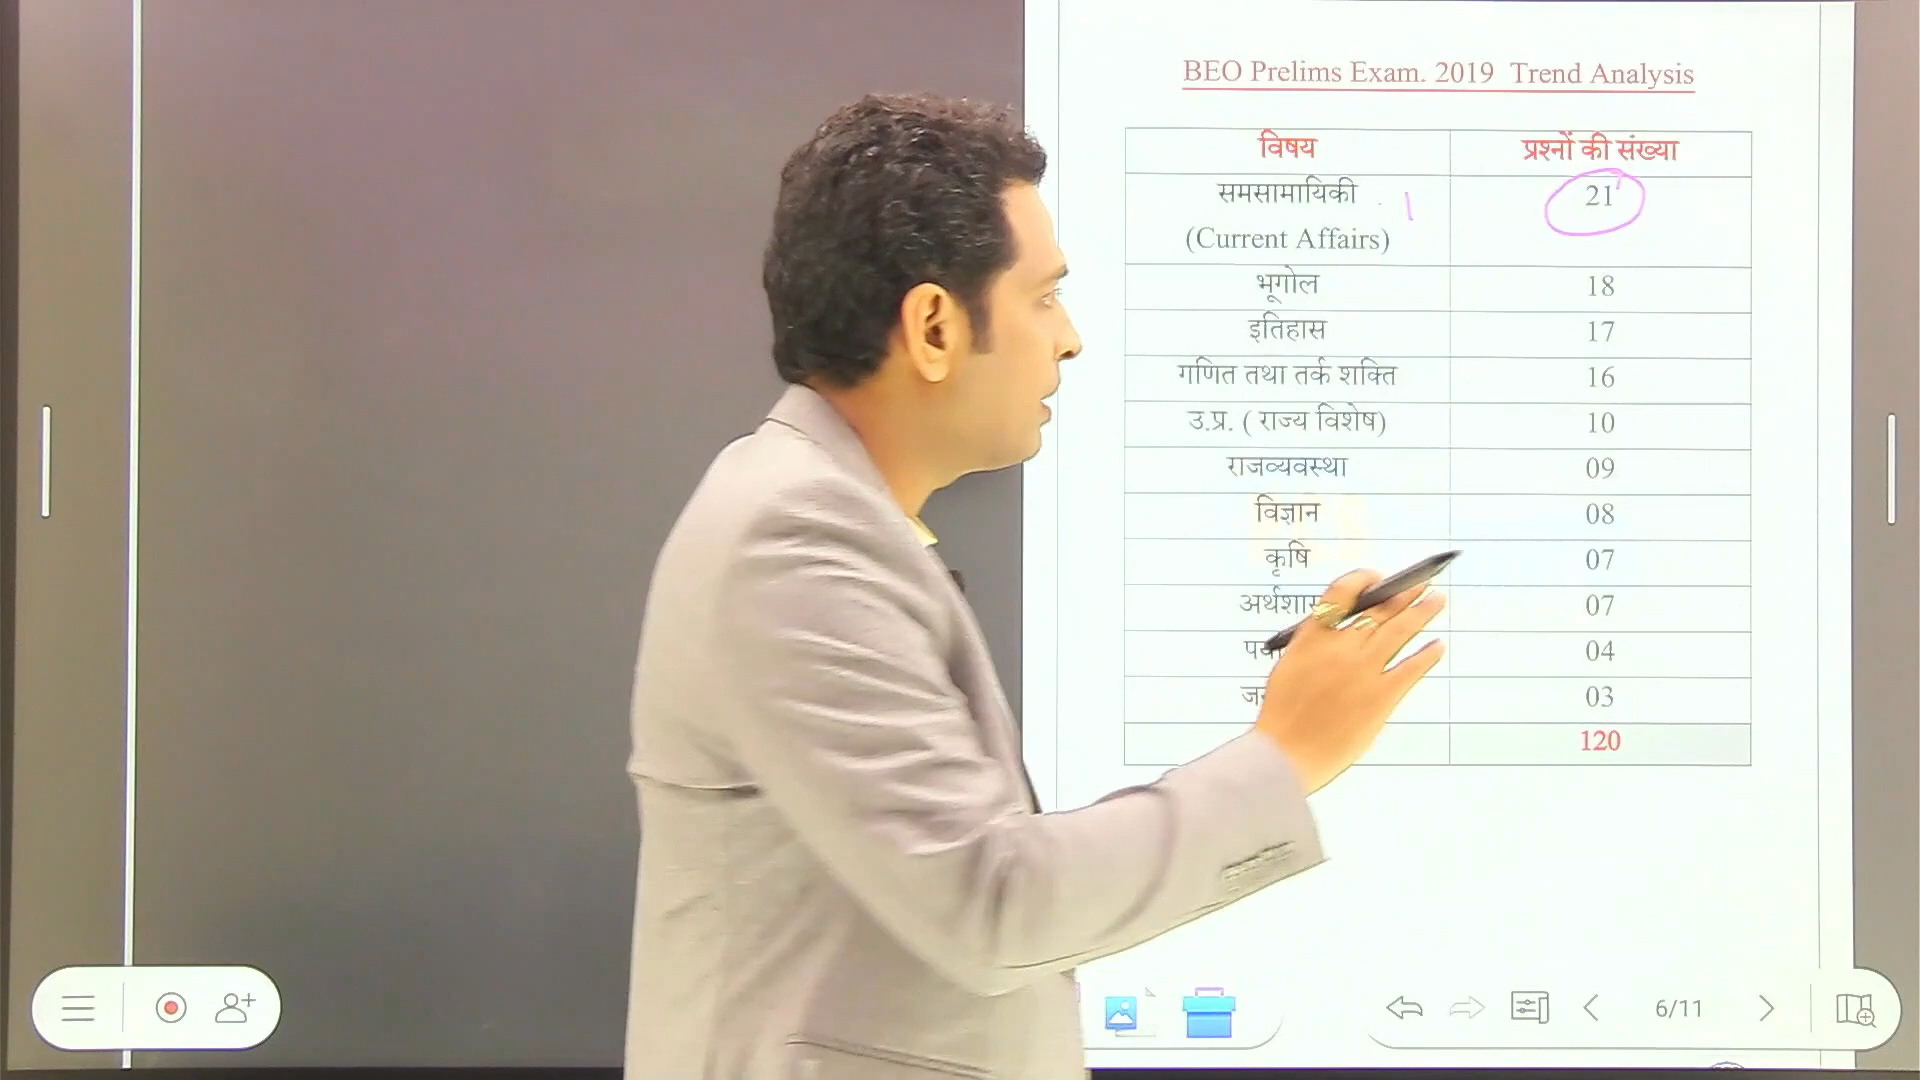 BEO Prelims Exam. 2019 Trend Analysis
विषय प्रश्नों की संख्या
समसामायिकी 21
(Current Affairs)
भूगोल 18
इतिहास 17
गणित तथा तर्क शक्ति 16
उ.प्र. ( राज्य विशेष) 10
राजव्यवस्था 09
विज्ञान 08
कृषि 07
07
04
03
120
6/11